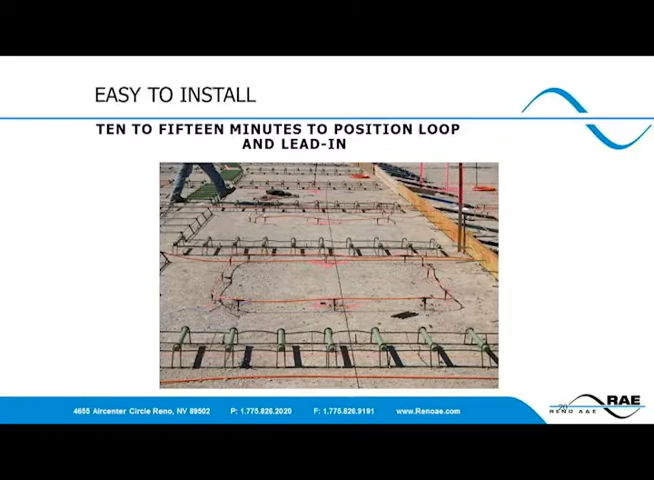 EASY TO INSTALL
TEN TO FIFTEEN MINUTES TO POSITION LOOP
AND LEAD-IN
4655 Aircenter Circle Reno, NV 89502 P: 1.775.826.2020 F: 1.775.826.9191 www.Renoae.com
RAE
RENO A&E